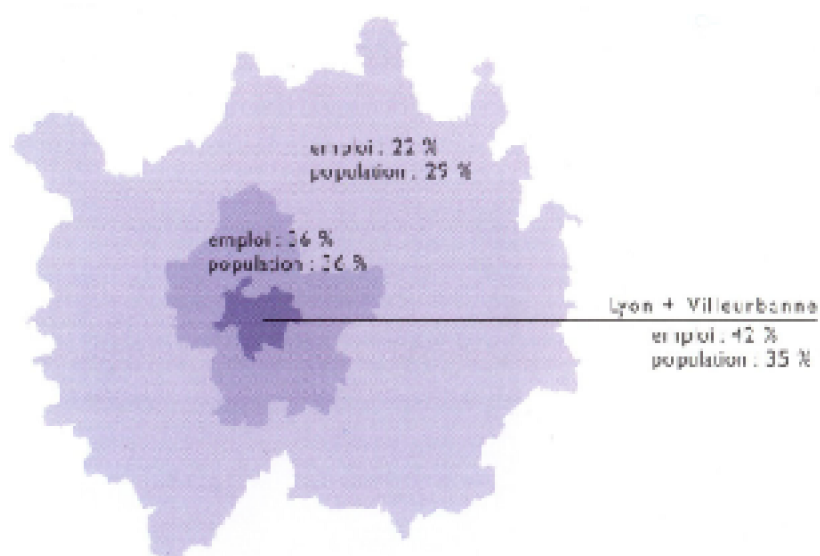 emploi : 22 %
population : 29 %
emploi : 36 %
population : 36 %
Lyon + Villeurbanne
emploi : 42 %
population : 35 %